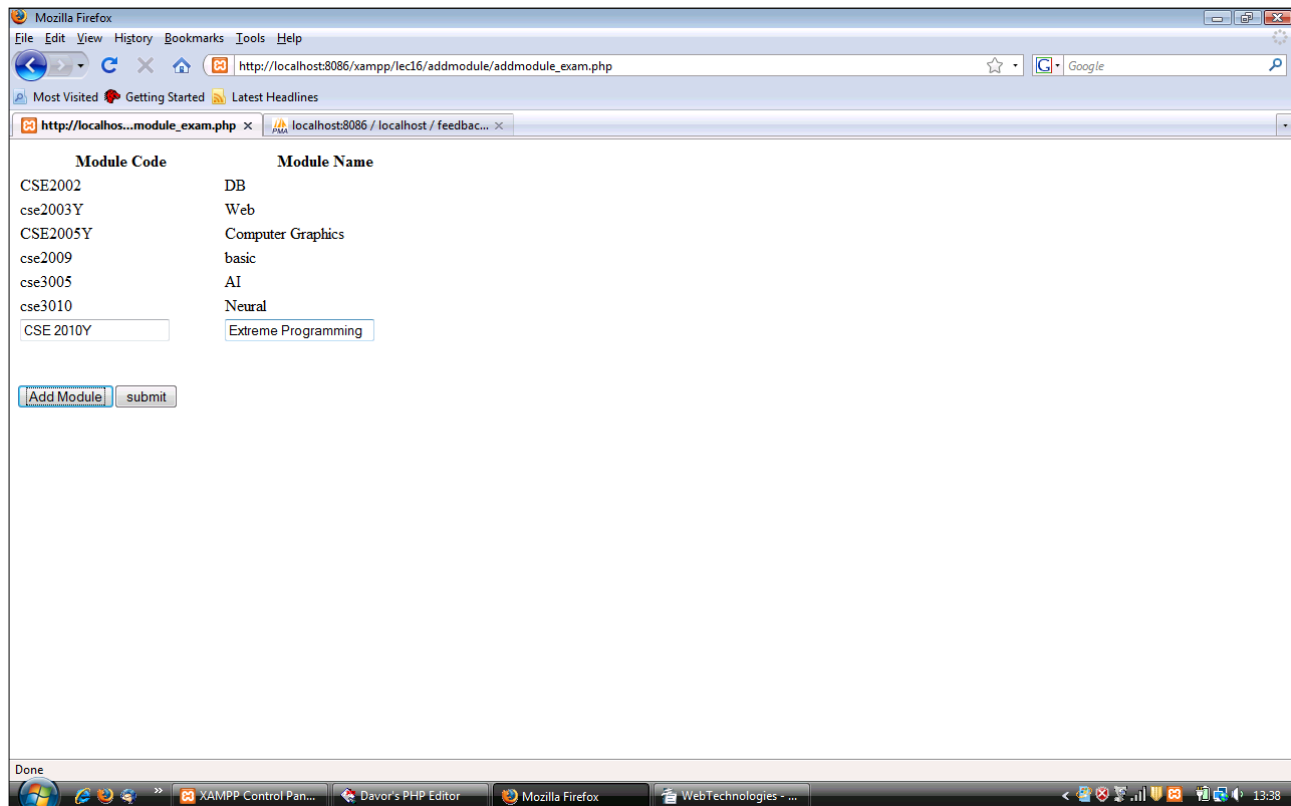 Mozilla Firefox
File Edit View History Bookmarks Tools Help
http://localhost:8086/xampp/lec16/addmodule/addmodule_exam.php
G Google
Most Visited Getting Started Latest Headlines
http://localhos...module_exam.php localhost:8086 / localhost / feedbac...
Module Code Module Name
CSE2002 DB
cse2003Y Web
CSE2005Y Computer Graphics
cse2009 basic
cse3005 AI
cse3010 Neural
CSE 2010Y Extreme Programming
Add Module submit
Done
XAMPP Control Pan... Davor's PHP Editor Mozilla Firefox WebTechnologies - ... 13:38